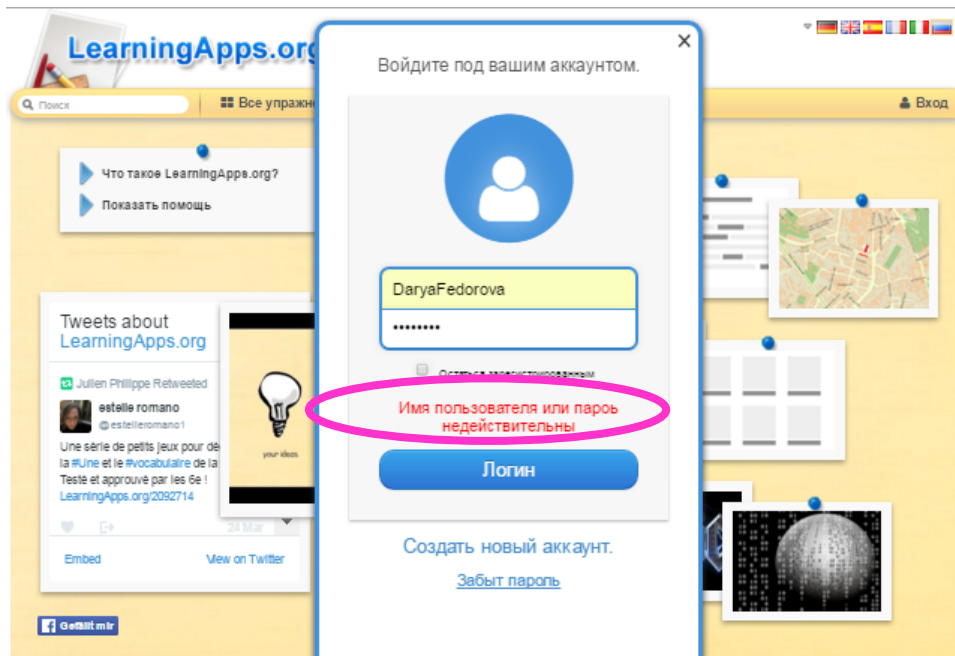 LearningApps.org
Войдите под вашим аккаунтом.
Поиск
Все упражн
Вход
Что такое LearningApps.org?
Показать помощь
DaryaFedorova
••••••••
Остаться зарегистрированным
Имя пользователя или пароь
недействительны
Логин
Создать новый аккаунт.
Забыт пароль
Tweets about
LearningApps.org
Julien Philippe Retweeted
estelle romano
@estelleromano1
Une série de petits jeux pour dé
la #Une et le #vocabulaire de la
Testé et approuvé par les 6e !
LearningApps.org/2092714
24 Mar
Embed
View on Twitter
your ideas
Gefällt mir